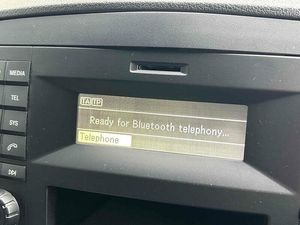 MEDIA
TEL
SYS
TA TP
Ready for Bluetooth telephony...
Telephone